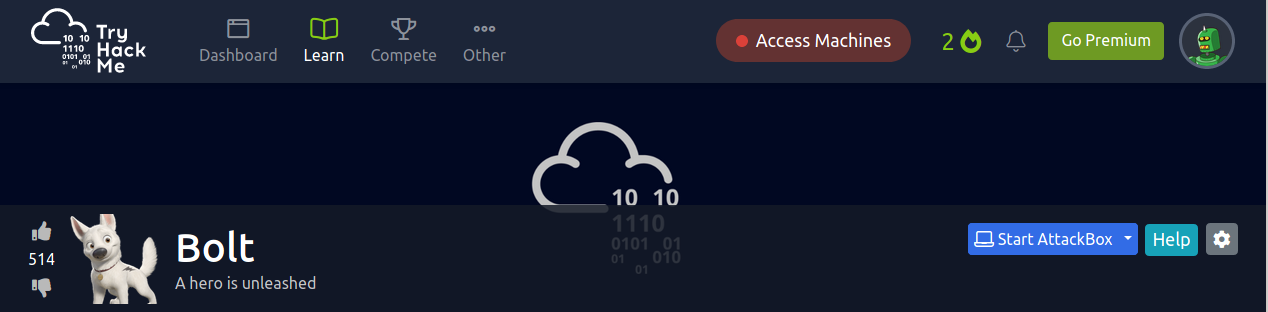 Try Hack Me
10 10
1110
0101 01
01 010
01
Dashboard
Learn
Compete
Other
Access Machines
2
Go Premium
10 10
1110
0101 01
01 010
01
514
Bolt
A hero is unleashed
Start AttackBox
Help